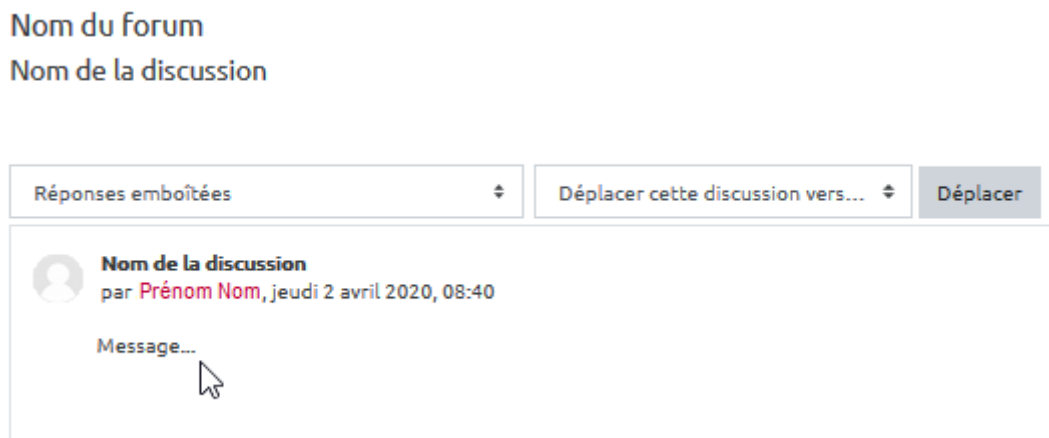 Nom du forum
Nom de la discussion
Réponses emboîtées
Déplacer cette discussion vers...
Déplacer
Nom de la discussion
par Prénom Nom, jeudi 2 avril 2020, 08:40
Message...